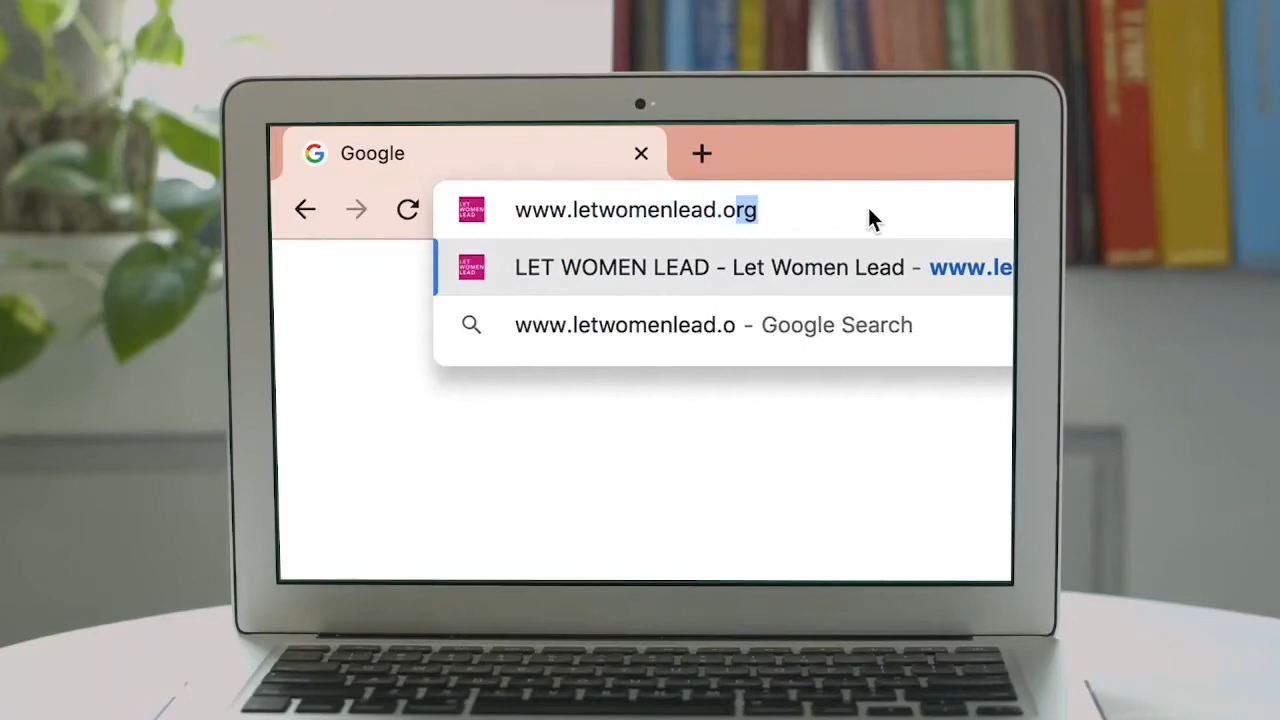 Google
www.letwomenlead.org
LET WOMEN LEAD
LET WOMEN LEAD - Let Women Lead - www.le
LET WOMEN LEAD
www.letwomenlead.o - Google Search